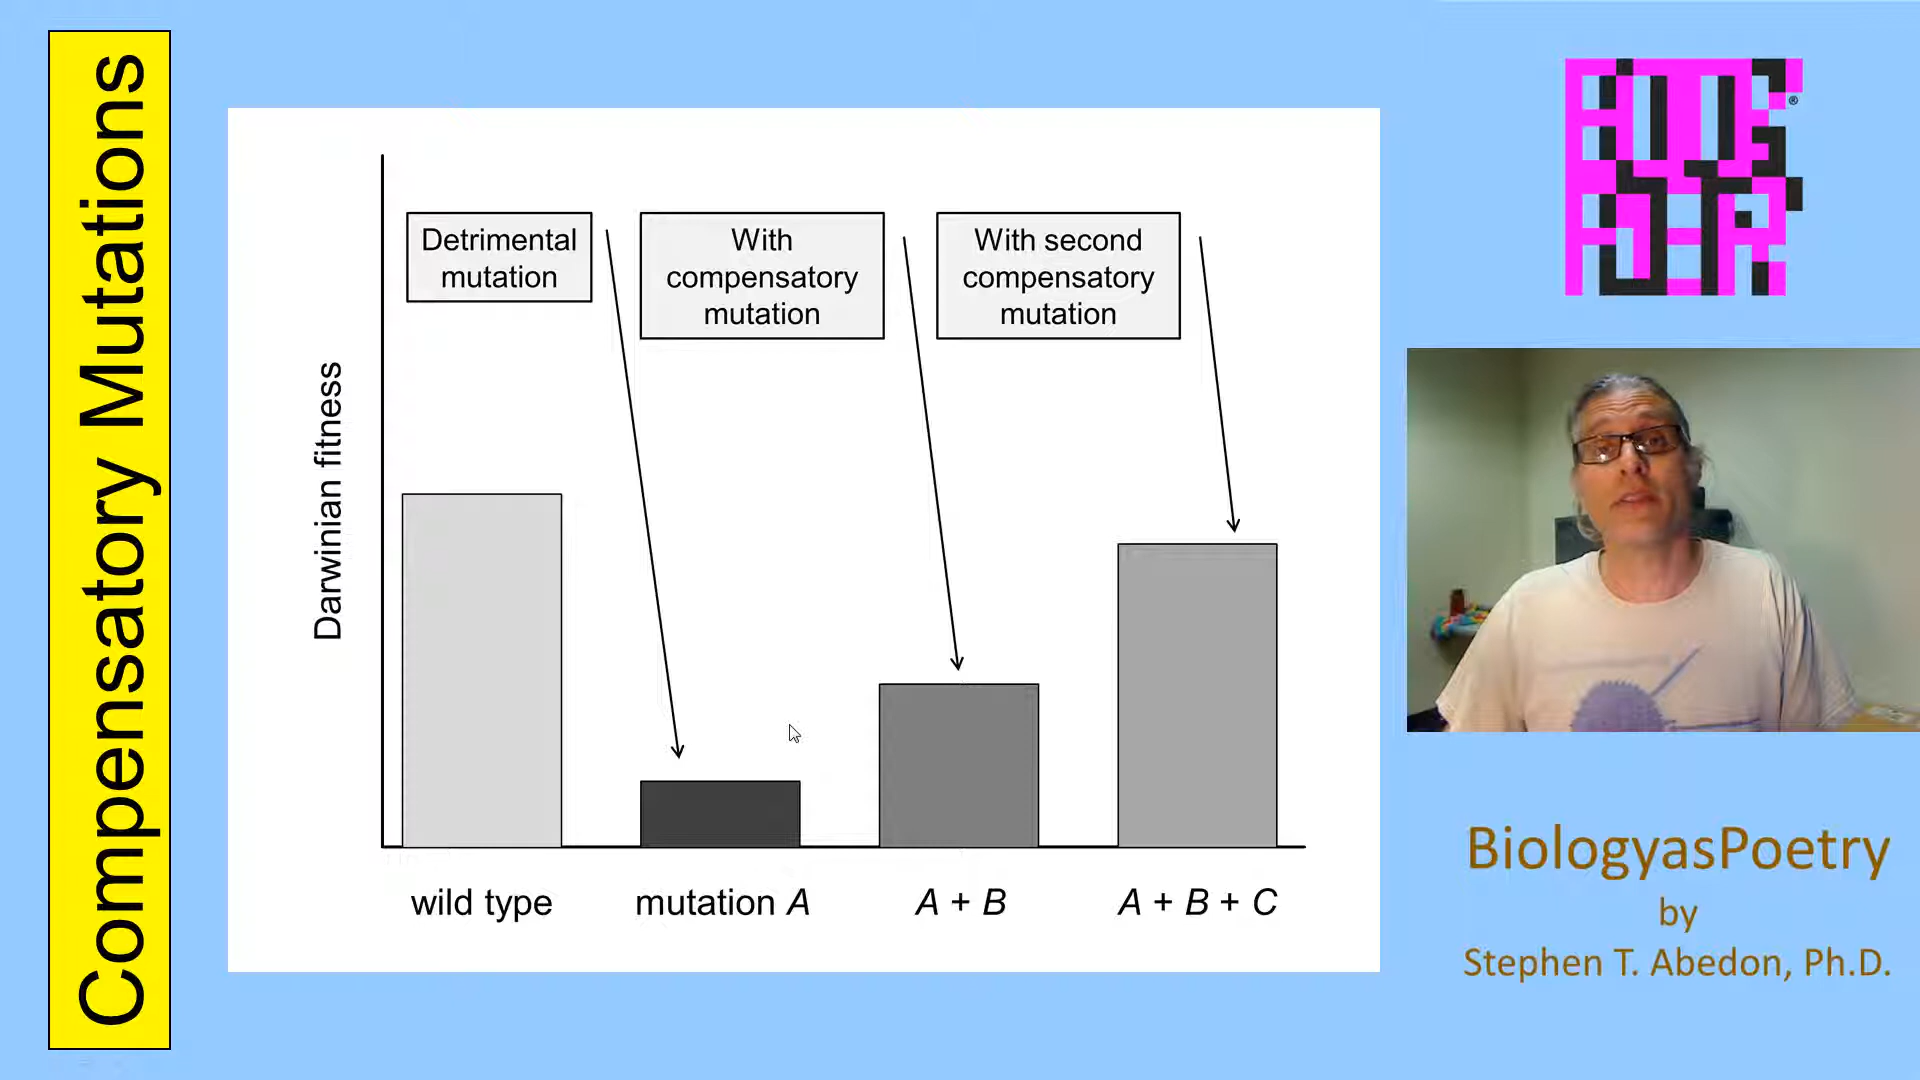 Compensatory Mutations
Detrimental
mutation
With
compensatory
mutation
With second
compensatory
mutation
Darwinian fitness
wild type
mutation A
A + B
A + B + C
®
BiologyasPoetry
by
Stephen T. Abedon, Ph.D.